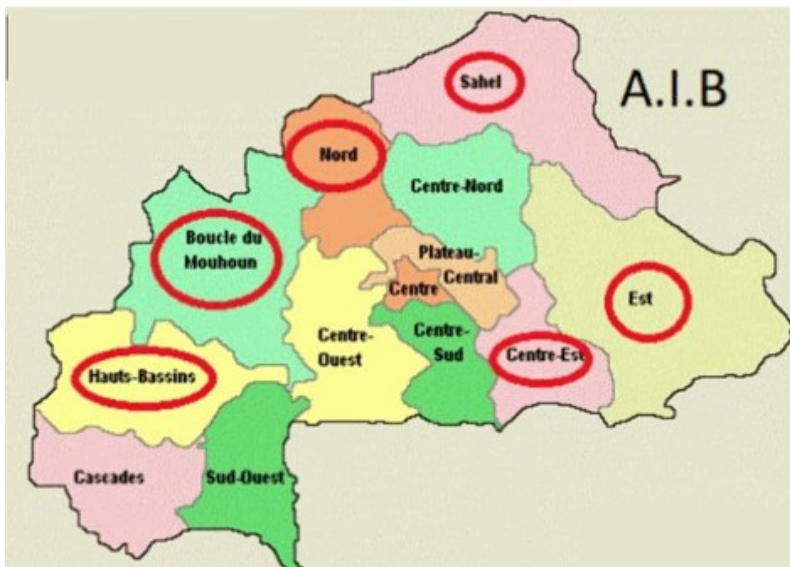 Sahel
A.I.B
Nord
Centre-Nord
Boucle du
Mouhoun
Plateau-
Central
Centre
Est
Centre-
Ouest
Centre-
Sud
Centre-Est
Hauts-Bassins
Cascades
Sud-Ouest